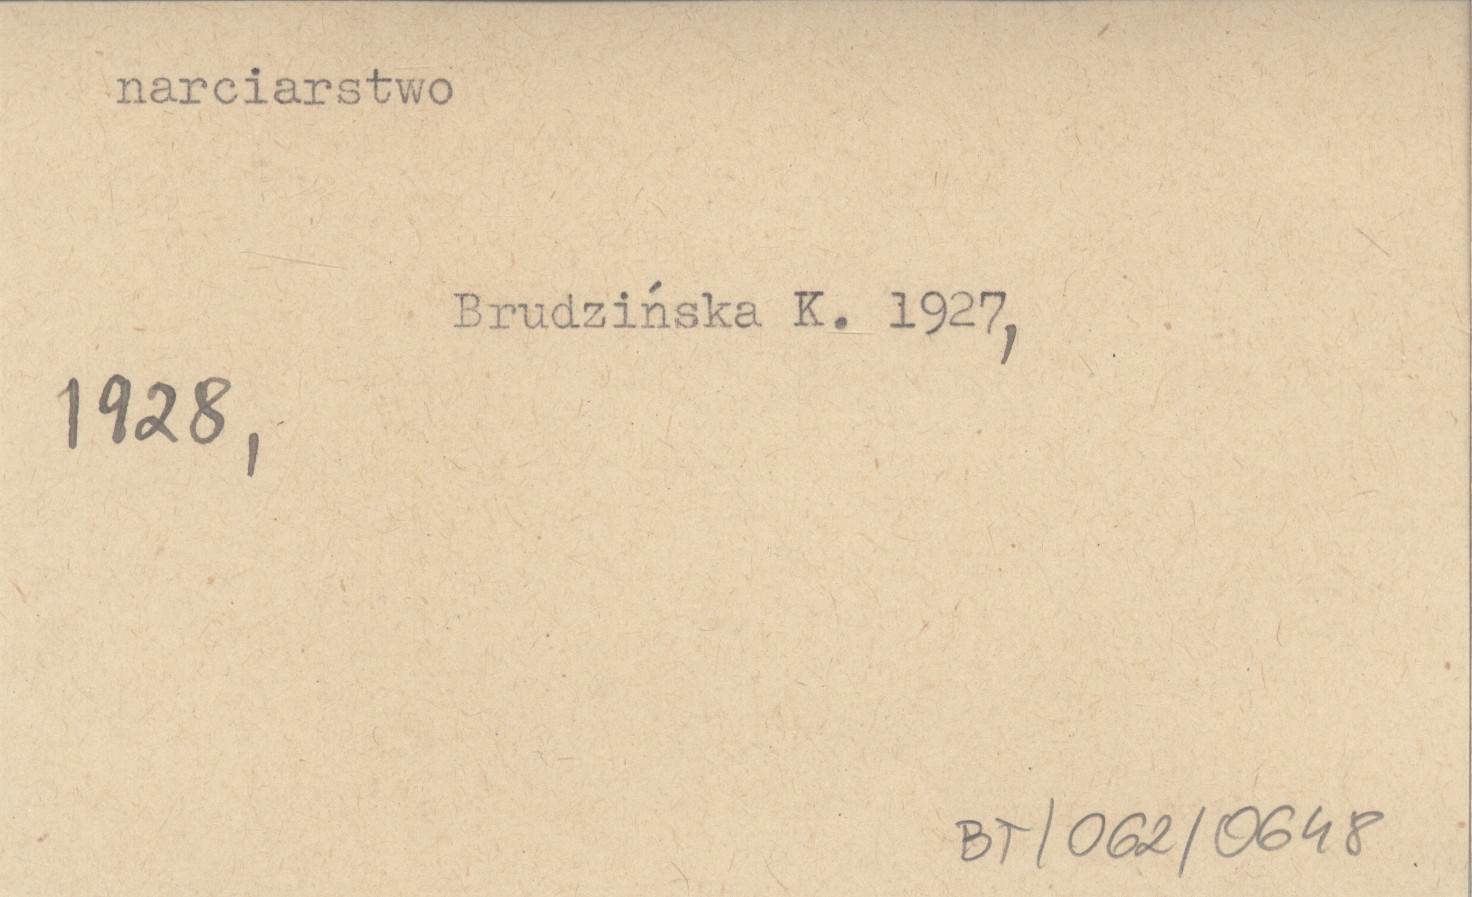 narciarstwo
Brudzińska K. 1927,
1928,
BT/062/0648